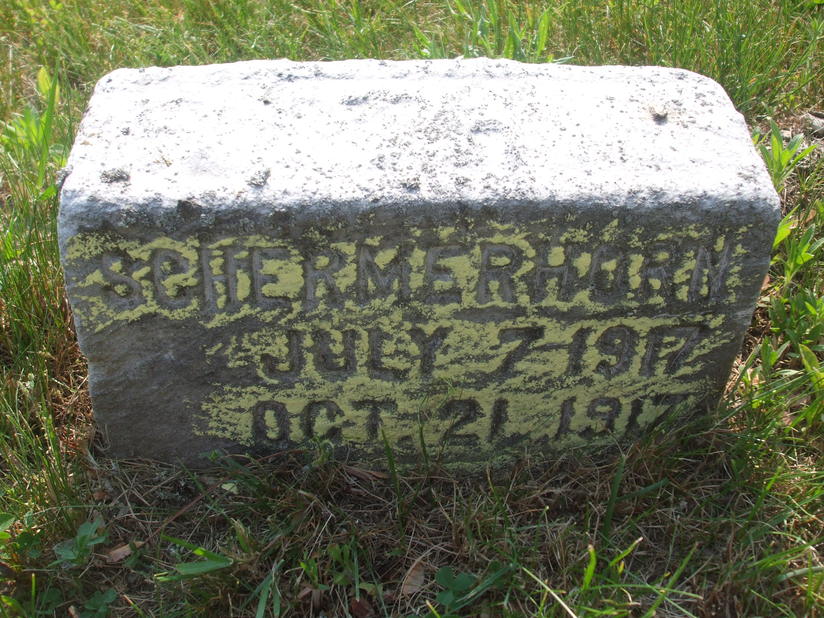 SCHERMERHORN
JULY 7 1917
OCT. 21. 1917